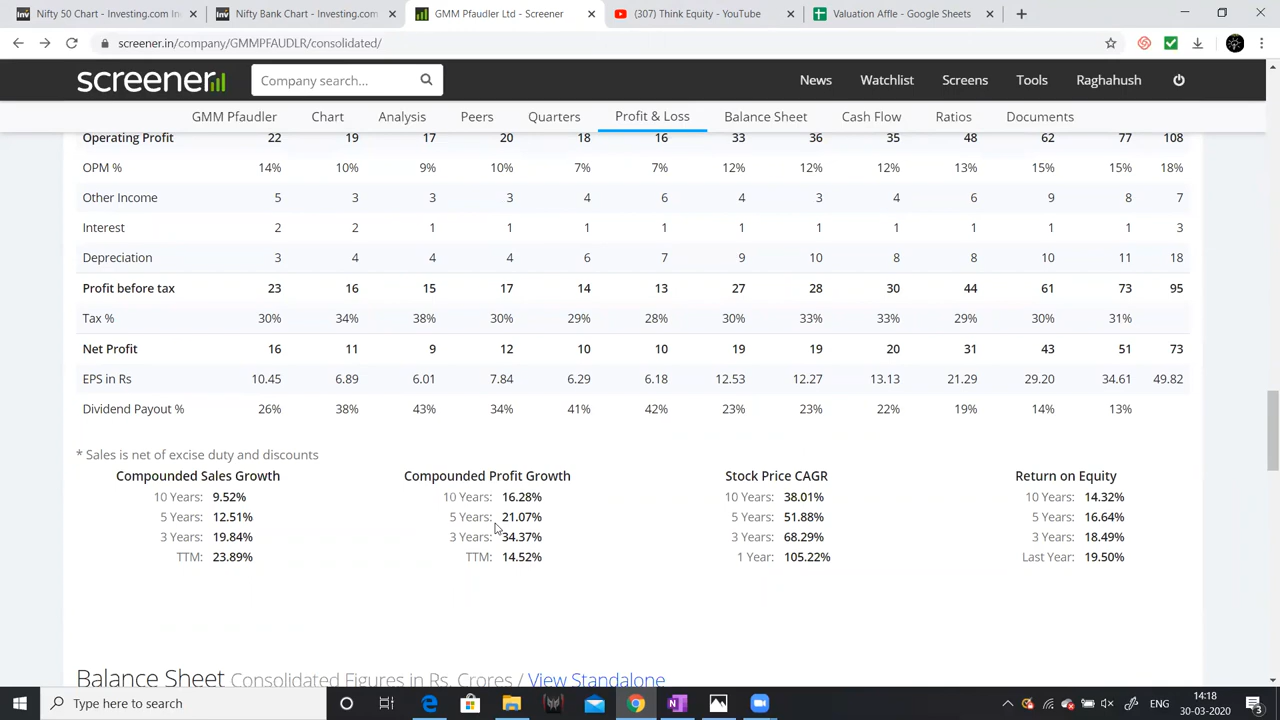 Nifty 50 Chart - Investing.com In
Nifty Bank Chart - Investing.com
GMM Pfaudler Ltd - Screener
(307) Think Equity - YouTube
Valuation Affle - Google Sheets
screener.in/company/GMMPFAUDLR/consolidated/
screener
Company search...
News Watchlist Screens Tools Raghahush
GMM Pfaudler Chart Analysis Peers Quarters Profit & Loss Balance Sheet Cash Flow Ratios Documents
Operating Profit 22 19 17 20 18 16 33 36 35 48 62 77 108
OPM % 14% 10% 9% 10% 7% 7% 12% 12% 12% 13% 15% 15% 18%
Other Income 5 3 3 3 4 6 4 3 4 6 9 8 7
Interest 2 2 1 1 1 1 1 1 1 1 1 1 3
Depreciation 3 4 4 4 6 7 9 10 8 8 10 11 18
Profit before tax 23 16 15 17 14 13 27 28 30 44 61 73 95
Tax % 30% 34% 38% 30% 29% 28% 30% 33% 33% 29% 30% 31%
Net Profit 16 11 9 12 10 10 19 19 20 31 43 51 73
EPS in Rs 10.45 6.89 6.01 7.84 6.29 6.18 12.53 12.27 13.13 21.29 29.20 34.61 49.82
Dividend Payout % 26% 38% 43% 34% 41% 42% 23% 23% 22% 19% 14% 13%
* Sales is net of excise duty and discounts
Compounded Sales Growth Compounded Profit Growth Stock Price CAGR Return on Equity
10 Years: 9.52% 10 Years: 16.28% 10 Years: 38.01% 10 Years: 14.32%
5 Years: 12.51% 5 Years: 21.07% 5 Years: 51.88% 5 Years: 16.64%
3 Years: 19.84% 3 Years: 34.37% 3 Years: 68.29% 3 Years: 18.49%
TTM: 23.89% TTM: 14.52% 1 Year: 105.22% Last Year: 19.50%
Balance Sheet Consolidated Figures in Rs. Crores / View Standalone
Type here to search
ENG
14:18
30-03-2020
3